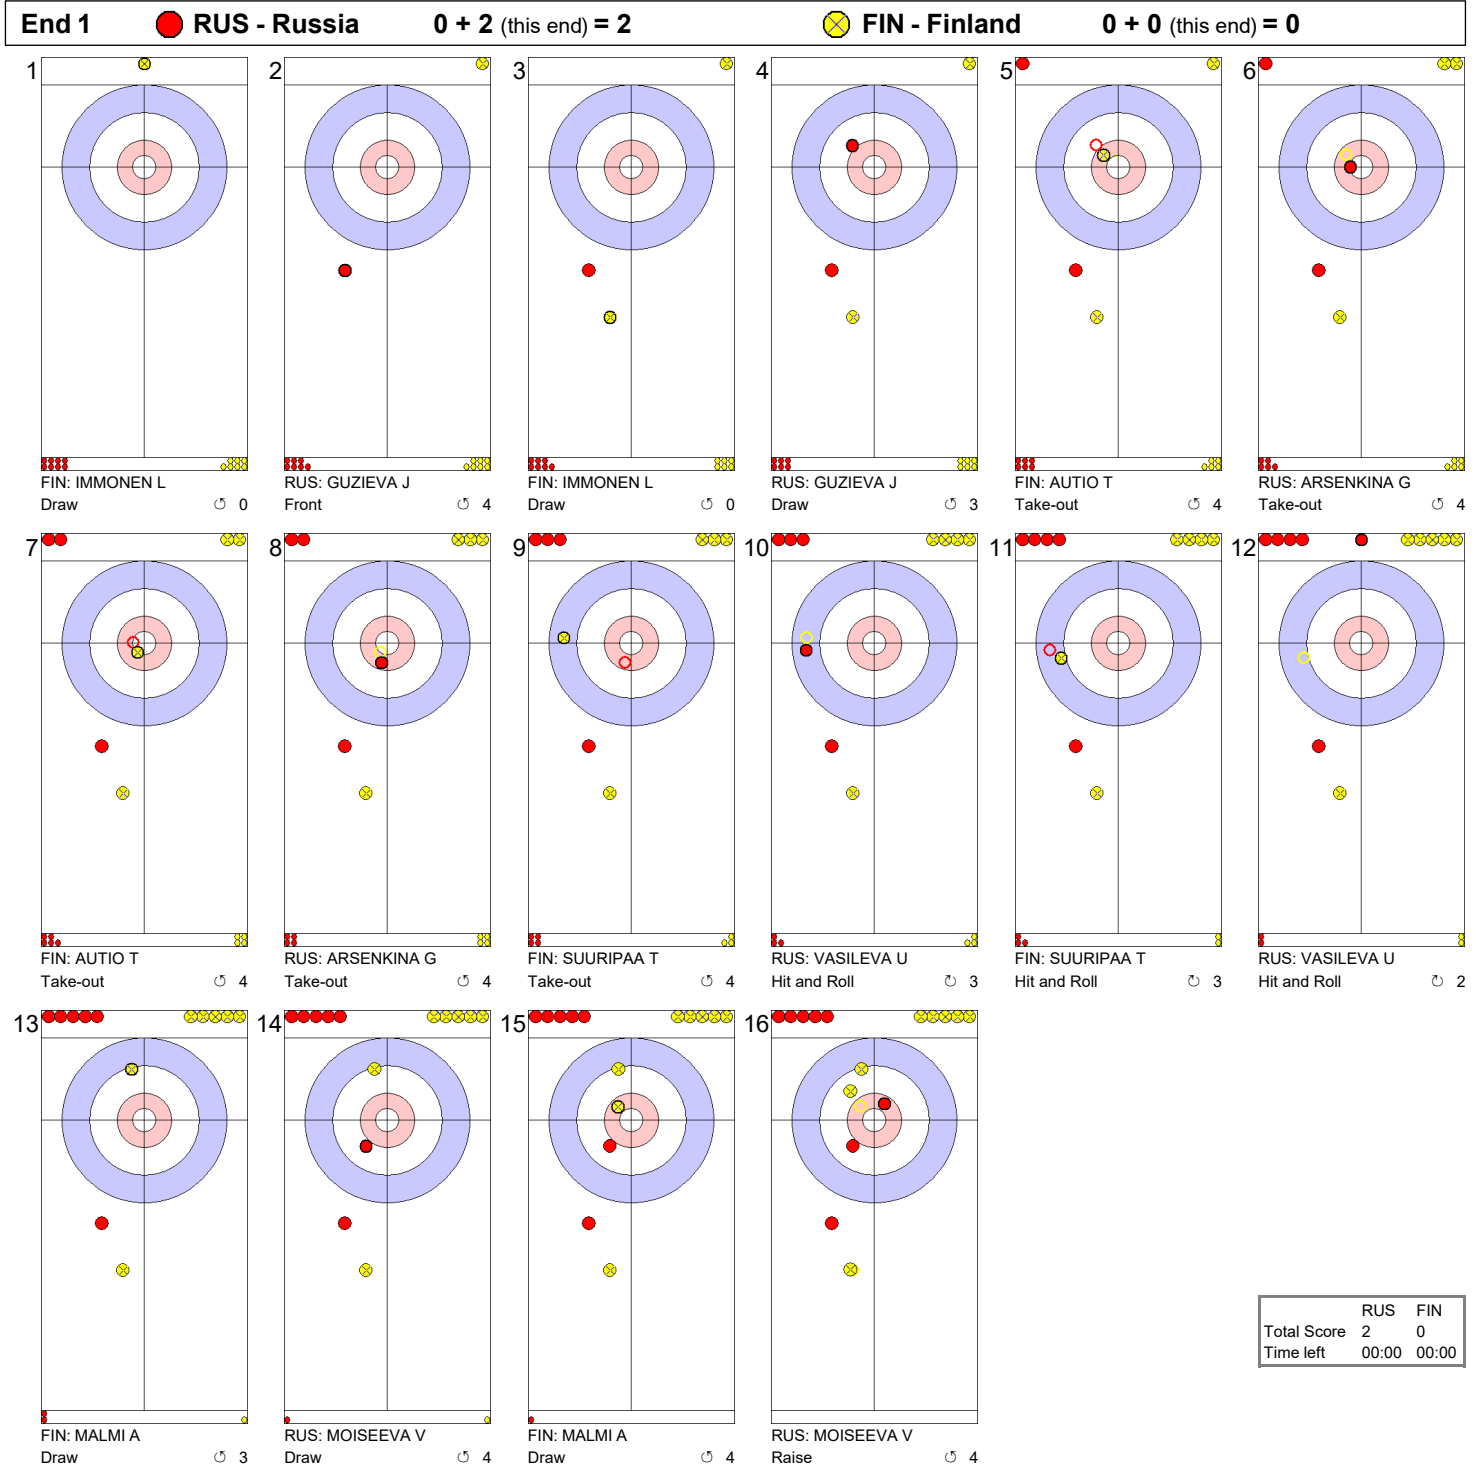 End 1 RUS - Russia 0 + 2 (this end) = 2 FIN - Finland 0 + 0 (this end) = 0
1 2 3 4 5 6
FIN: IMMONEN L RUS: GUZIEVA J FIN: IMMONEN L RUS: GUZIEVA J FIN: AUTIO T RUS: ARSENKINA G
Draw ↺ 0 Front ↺ 4 Draw ↺ 0 Draw ↺ 3 Take-out ↺ 4 Take-out ↺ 4
7 8 9 10 11 12
FIN: AUTIO T RUS: ARSENKINA G FIN: SUURIPAA T RUS: VASILEVA U FIN: SUURIPAA T RUS: VASILEVA U
Take-out ↺ 4 Take-out ↺ 4 Take-out ↺ 4 Hit and Roll ↻ 3 Hit and Roll ↻ 3 Hit and Roll ↻ 2
13 14 15 16
RUS FIN
Total Score 2 0
Time left 00:00 00:00
FIN: MALMI A RUS: MOISEEVA V FIN: MALMI A RUS: MOISEEVA V
Draw ↺ 3 Draw ↺ 4 Draw ↺ 4 Raise ↺ 4